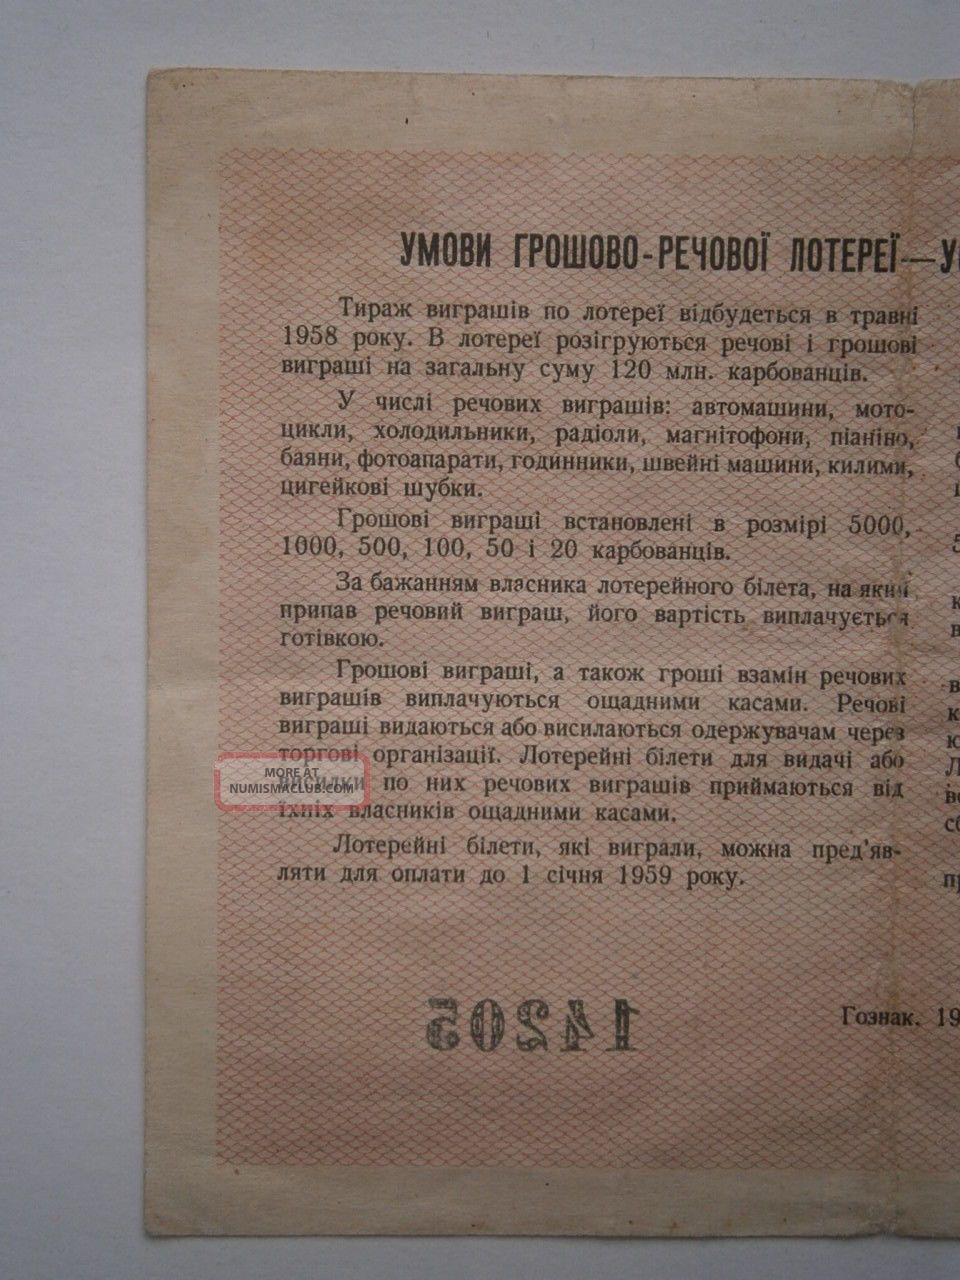 УМОВИ ГРОШОВО-РЕЧОВОЇ ЛОТЕРЕЇ—
Тираж виграшів по лотереї відбудеться в травні
1958 року. В лотереї розігруються речові і грошові
виграші на загальну суму 120 млн. карбованців.
У числі речових виграшів: автомашини, мото-
цикли, холодильники, радіоли, магнітофони, піаніно,
баяни, фотоапарати, годинники, швейні машини, килими,
цигейкові шубки.
Грошові виграші встановлені в розмірі 5000,
1000, 500, 100, 50 і 20 карбованців.
За бажанням власника лотерейного білета, на який
припав речовий виграш, його вартість виплачується
готівкою.
Грошові виграші, а також гроші взамін речових
виграшів виплачуються ощадними касами. Речові
виграші видаються або висилаються одержувачам через
торгові організації. Лотерейні білети для видачі або
висилки по них речових виграшів приймаються від
їхніх власників ощадними касами.
Лотерейні білети, які виграли, можна пред'яв-
ляти для оплати до 1 січня 1959 року.
MORE AT
NUMISMACLUB.COM
14205
Гознак. 19